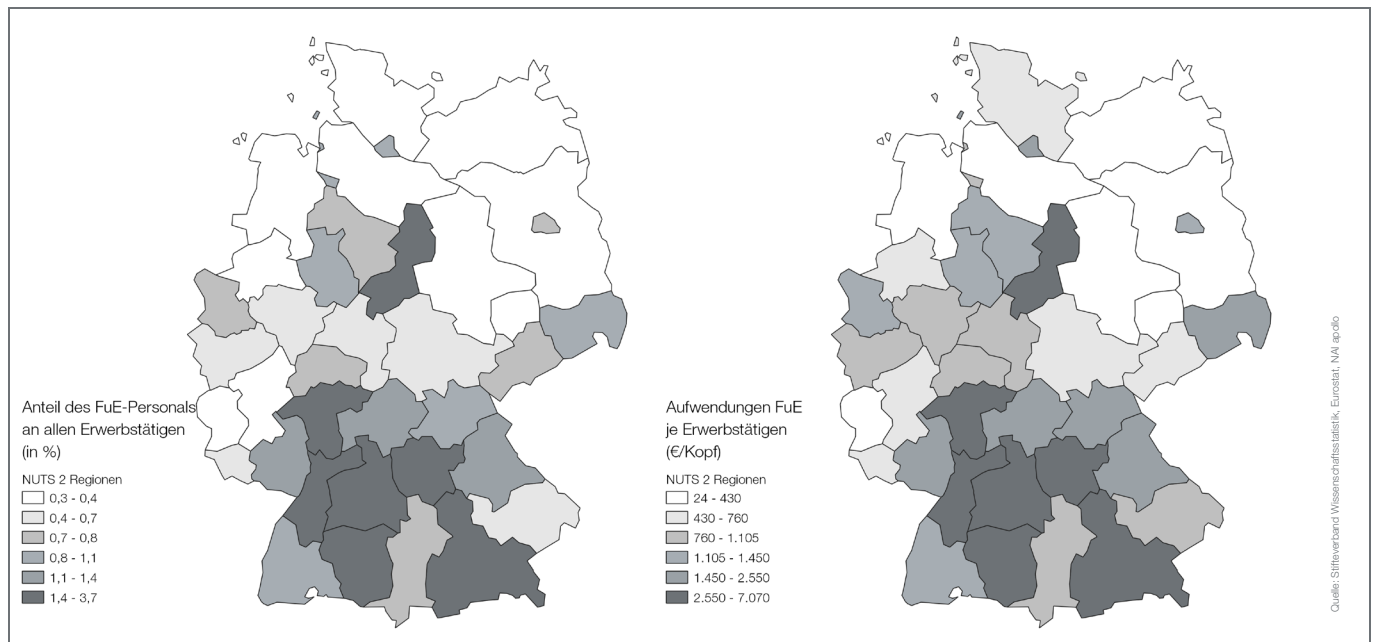 Anteil des FuE-Personals
an allen Erwerbstätigen
(in %)
NUTS 2 Regionen
0,3 - 0,4
0,4 - 0,7
0,7 - 0,8
0,8 - 1,1
1,1 - 1,4
1,4 - 3,7
Aufwendungen FuE
je Erwerbstätigen
(€/Kopf)
NUTS 2 Regionen
24 - 430
430 - 760
760 - 1.105
1.105 - 1.450
1.450 - 2.550
2.550 - 7.070
Quelle: Stifteverband Wissenschaftsstatistik, Eurostat, NAI apollo